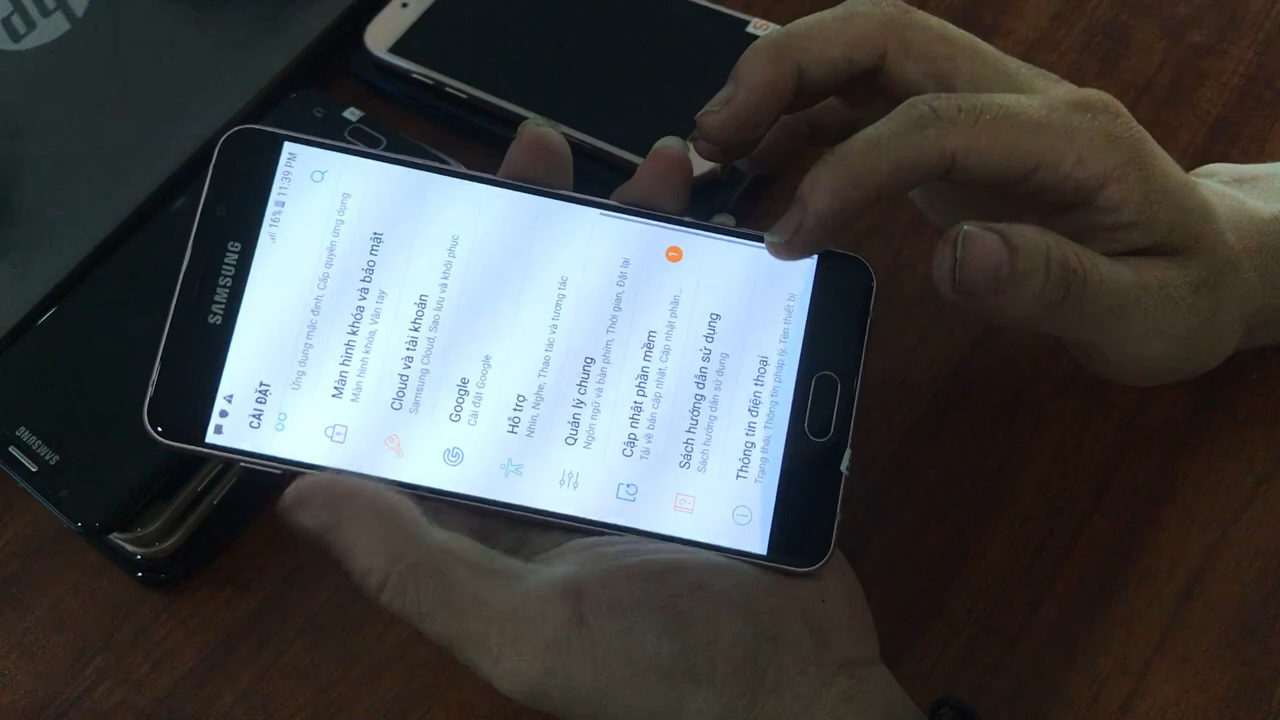 hp
SAMSUNG
16% 11:39 PM
CÀI ĐẶT
Ứng dụng mặc định, Cấp quyền ứng dụng
Màn hình khóa và bảo mật
Màn hình khóa, Vân tay
Cloud và tài khoản
Samsung Cloud, Sao lưu và khôi phục
Google
Cài đặt Google
Hỗ trợ
Nhìn, Nghe, Thao tác và tương tác
Quản lý chung
Ngôn ngữ và bàn phím, Thời gian, Đặt lại
Cập nhật phần mềm
Tải về bản cập nhật, Cập nhật phần...
1
Sách hướng dẫn sử dụng
Sách hướng dẫn sử dụng
Thông tin điện thoại
Trạng thái, Thông tin pháp lý, Tên thiết bị
SAMSUNG